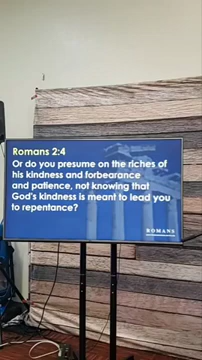 Romans 2:4
Or do you presume on the riches of
his kindness and forbearance
and patience, not knowing that
God's kindness is meant to lead you
to repentance?
ROMANS